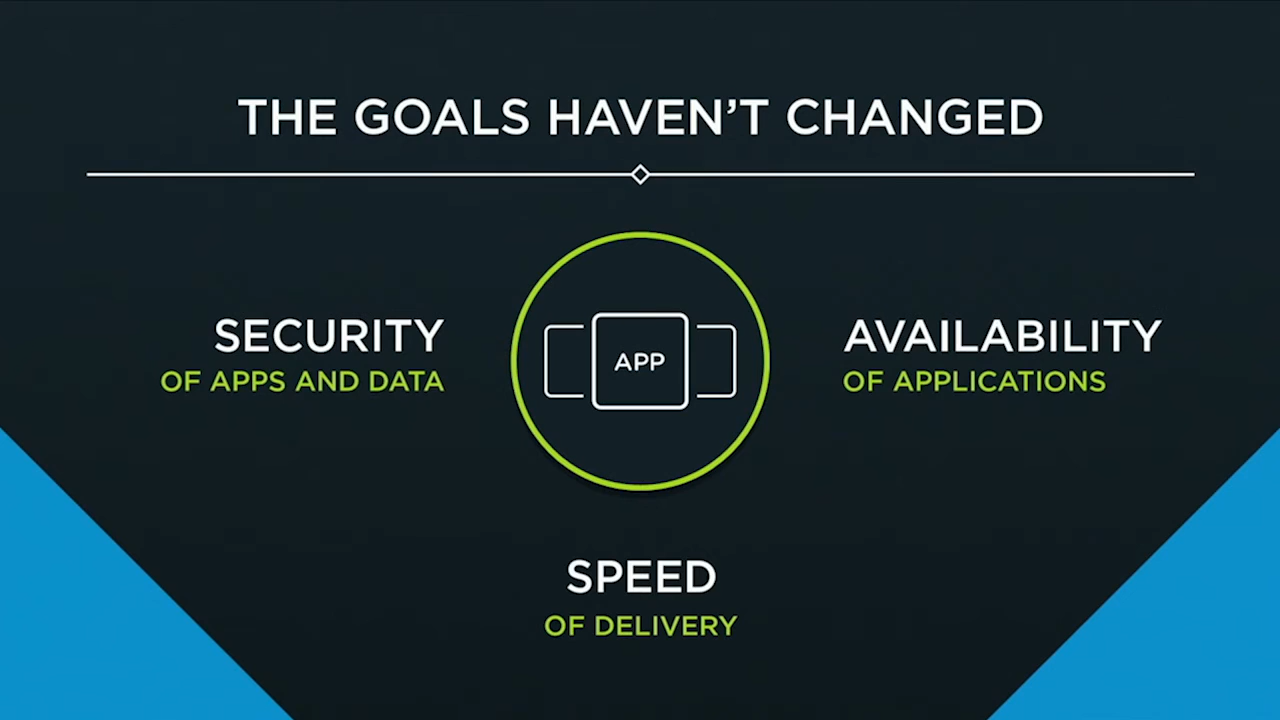 THE GOALS HAVEN’T CHANGED
SECURITY
OF APPS AND DATA
APP
AVAILABILITY
OF APPLICATIONS
SPEED
OF DELIVERY